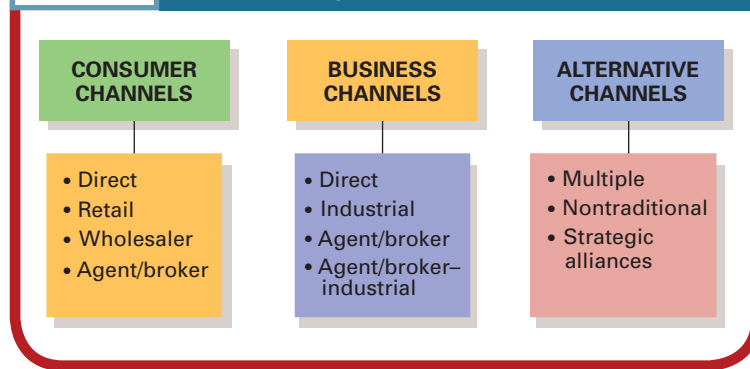 CONSUMER
CHANNELS
• Direct
• Retail
• Wholesaler
• Agent/broker
BUSINESS
CHANNELS
• Direct
• Industrial
• Agent/broker
• Agent/broker–
industrial
ALTERNATIVE
CHANNELS
• Multiple
• Nontraditional
• Strategic
alliances